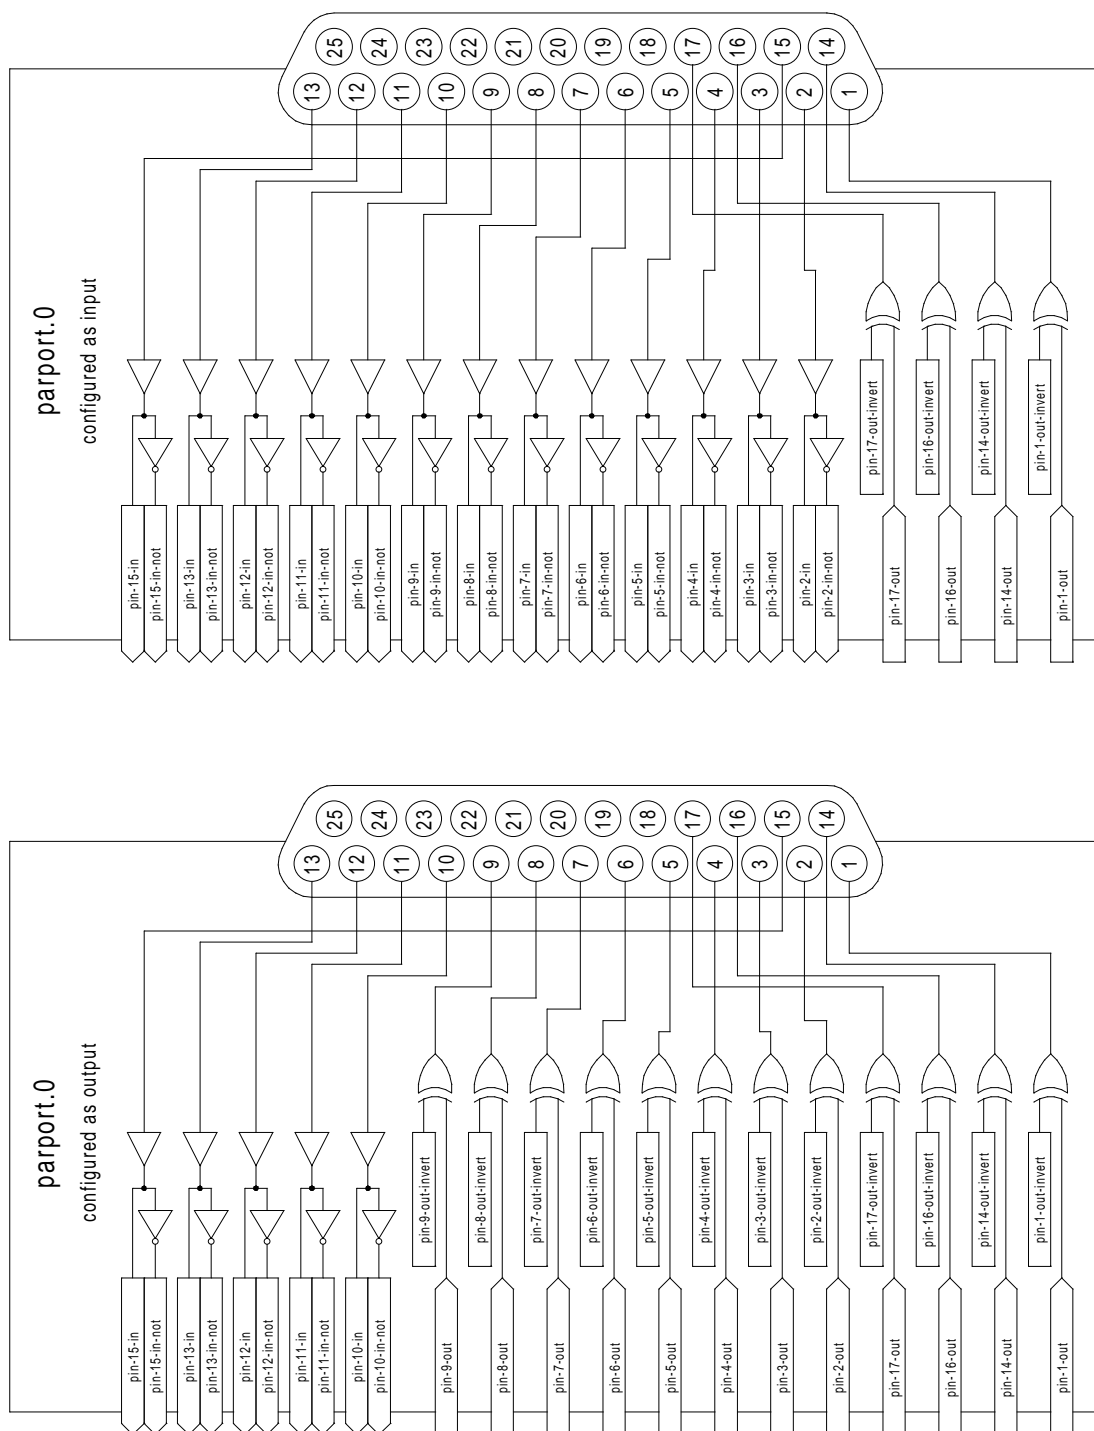 25
24
23
22
21
20
19
18
17
16
15
14
13
12
11
10
9
8
7
6
5
4
3
2
1
parport.0
configured as input
pin-15-in
pin-15-in-not
pin-13-in
pin-13-in-not
pin-12-in
pin-12-in-not
pin-11-in
pin-11-in-not
pin-10-in
pin-10-in-not
pin-9-in
pin-9-in-not
pin-8-in
pin-8-in-not
pin-7-in
pin-7-in-not
pin-6-in
pin-6-in-not
pin-5-in
pin-5-in-not
pin-4-in
pin-4-in-not
pin-3-in
pin-3-in-not
pin-2-in
pin-2-in-not
pin-17-out-invert
pin-17-out
pin-16-out-invert
pin-16-out
pin-14-out-invert
pin-14-out
pin-1-out-invert
pin-1-out
25
24
23
22
21
20
19
18
17
16
15
14
13
12
11
10
9
8
7
6
5
4
3
2
1
parport.0
configured as output
pin-15-in
pin-15-in-not
pin-13-in
pin-13-in-not
pin-12-in
pin-12-in-not
pin-11-in
pin-11-in-not
pin-10-in
pin-10-in-not
pin-9-out-invert
pin-9-out
pin-8-out-invert
pin-8-out
pin-7-out-invert
pin-7-out
pin-6-out-invert
pin-6-out
pin-5-out-invert
pin-5-out
pin-4-out-invert
pin-4-out
pin-3-out-invert
pin-3-out
pin-2-out-invert
pin-2-out
pin-17-out-invert
pin-17-out
pin-16-out-invert
pin-16-out
pin-14-out-invert
pin-14-out
pin-1-out-invert
pin-1-out